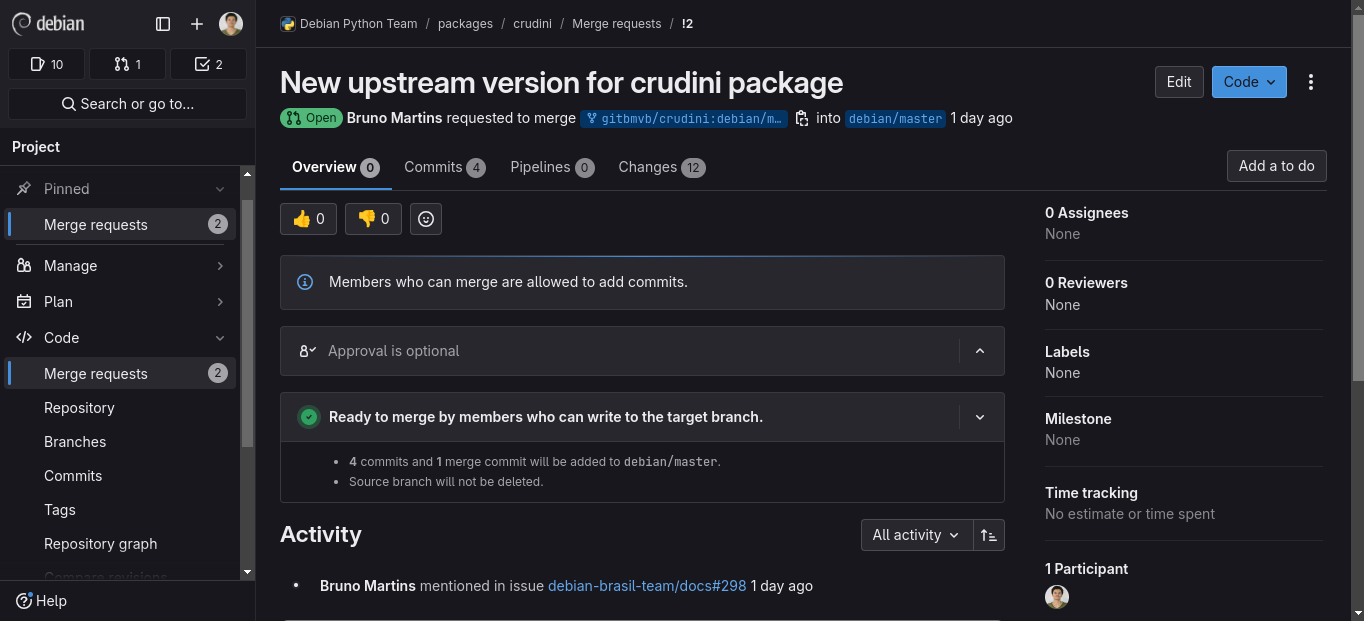 debian
10
1
2
Search or go to...
Project
Pinned
Merge requests
2
Manage
Plan
Code
Merge requests
2
Repository
Branches
Commits
Tags
Repository graph
Compare revisions
Help
Debian Python Team / packages / crudini / Merge requests / !2
New upstream version for crudini package
Edit
Code
Open Bruno Martins requested to merge gitbmvb/crudini:debian/m… into debian/master 1 day ago
Overview 0
Commits 4
Pipelines 0
Changes 12
Add a to do
👍 0
👎 0
Members who can merge are allowed to add commits.
Approval is optional
Ready to merge by members who can write to the target branch.
• 4 commits and 1 merge commit will be added to debian/master.
• Source branch will not be deleted.
Activity
All activity
• Bruno Martins mentioned in issue debian-brasil-team/docs#298 1 day ago
0 Assignees
None
0 Reviewers
None
Labels
None
Milestone
None
Time tracking
No estimate or time spent
1 Participant